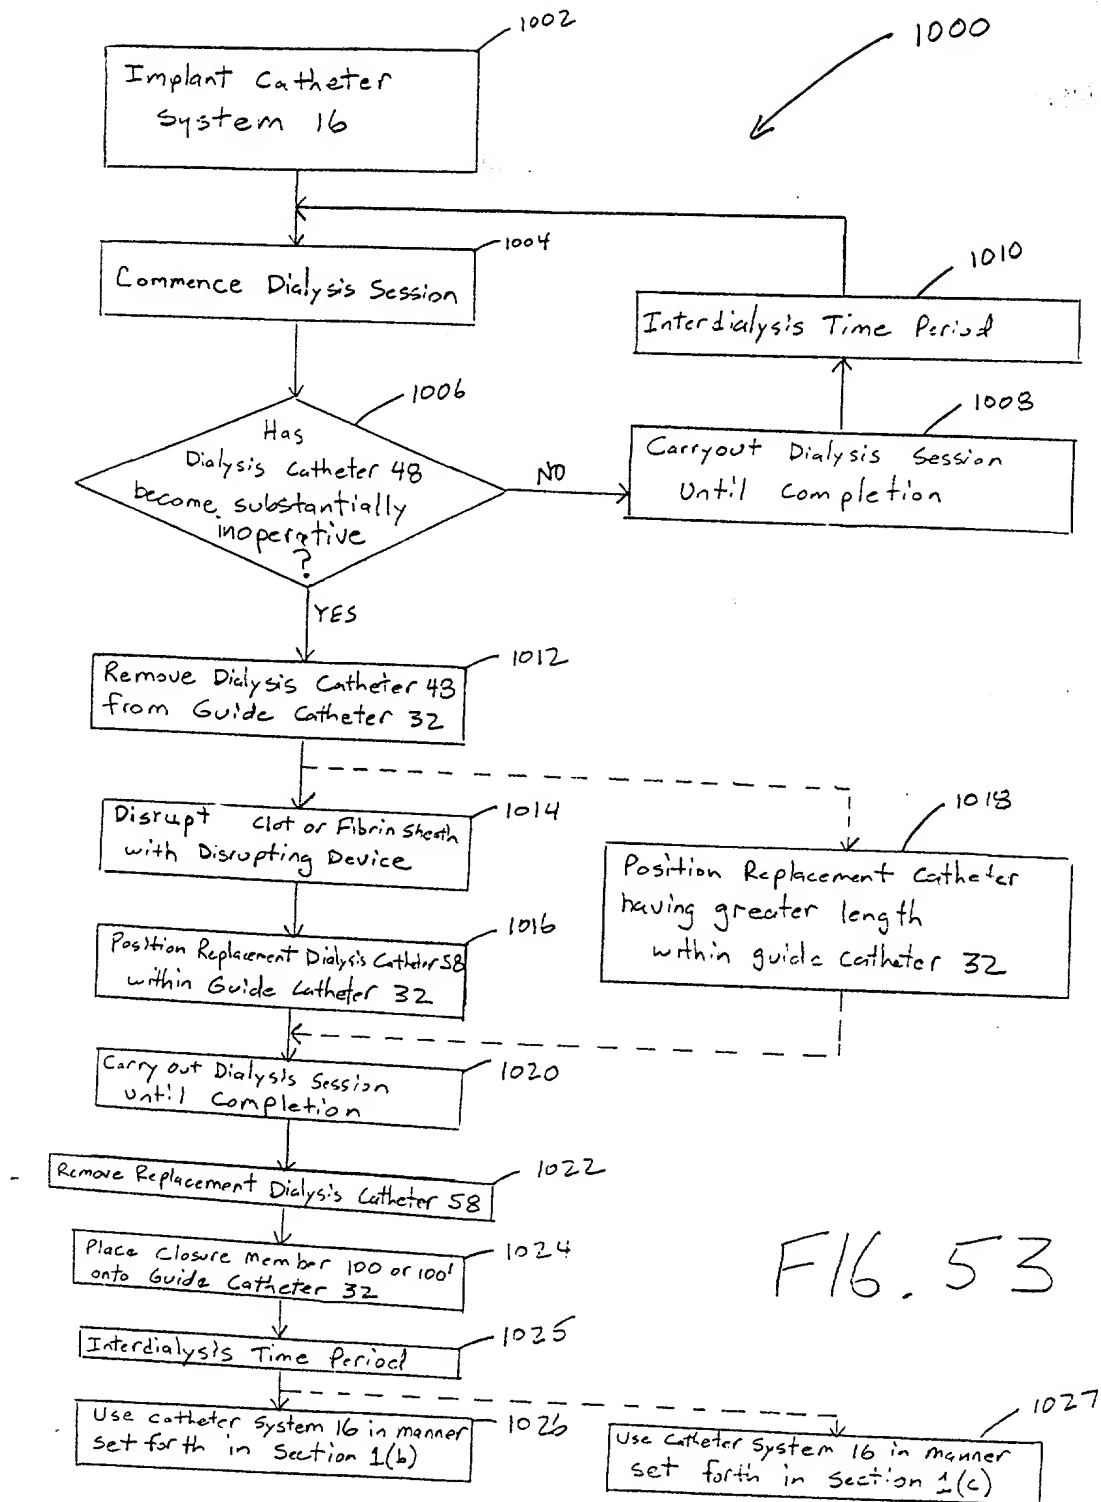 1002
1000
Implant Catheter
System 16
1004
Commence Dialysis Session
1010
Interdialysis Time Period
1006
Has
Dialysis Catheter 48
become substantially
inoperative
?
NO
1008
Carryout Dialysis Session
Until Completion
YES
1012
Remove Dialysis Catheter 48
from Guide Catheter 32
1014
Disrupt Clot or Fibrin Sheath
with Disrupting Device
1018
Position Replacement Catheter
having greater length
within guide catheter 32
1016
Position Replacement Dialysis Catheter 58
within Guide Catheter 32
1020
Carry out Dialysis Session
until Completion
1022
Remove Replacement Dialysis Catheter 58
1024
Place Closure member 100 or 100'
onto Guide Catheter 32
FIG. 53
1025
Interdialysis Time Period
1026
Use Catheter System 16 in manner
set forth in Section 1(b)
1027
Use Catheter System 16 in manner
set forth in Section 1(c)